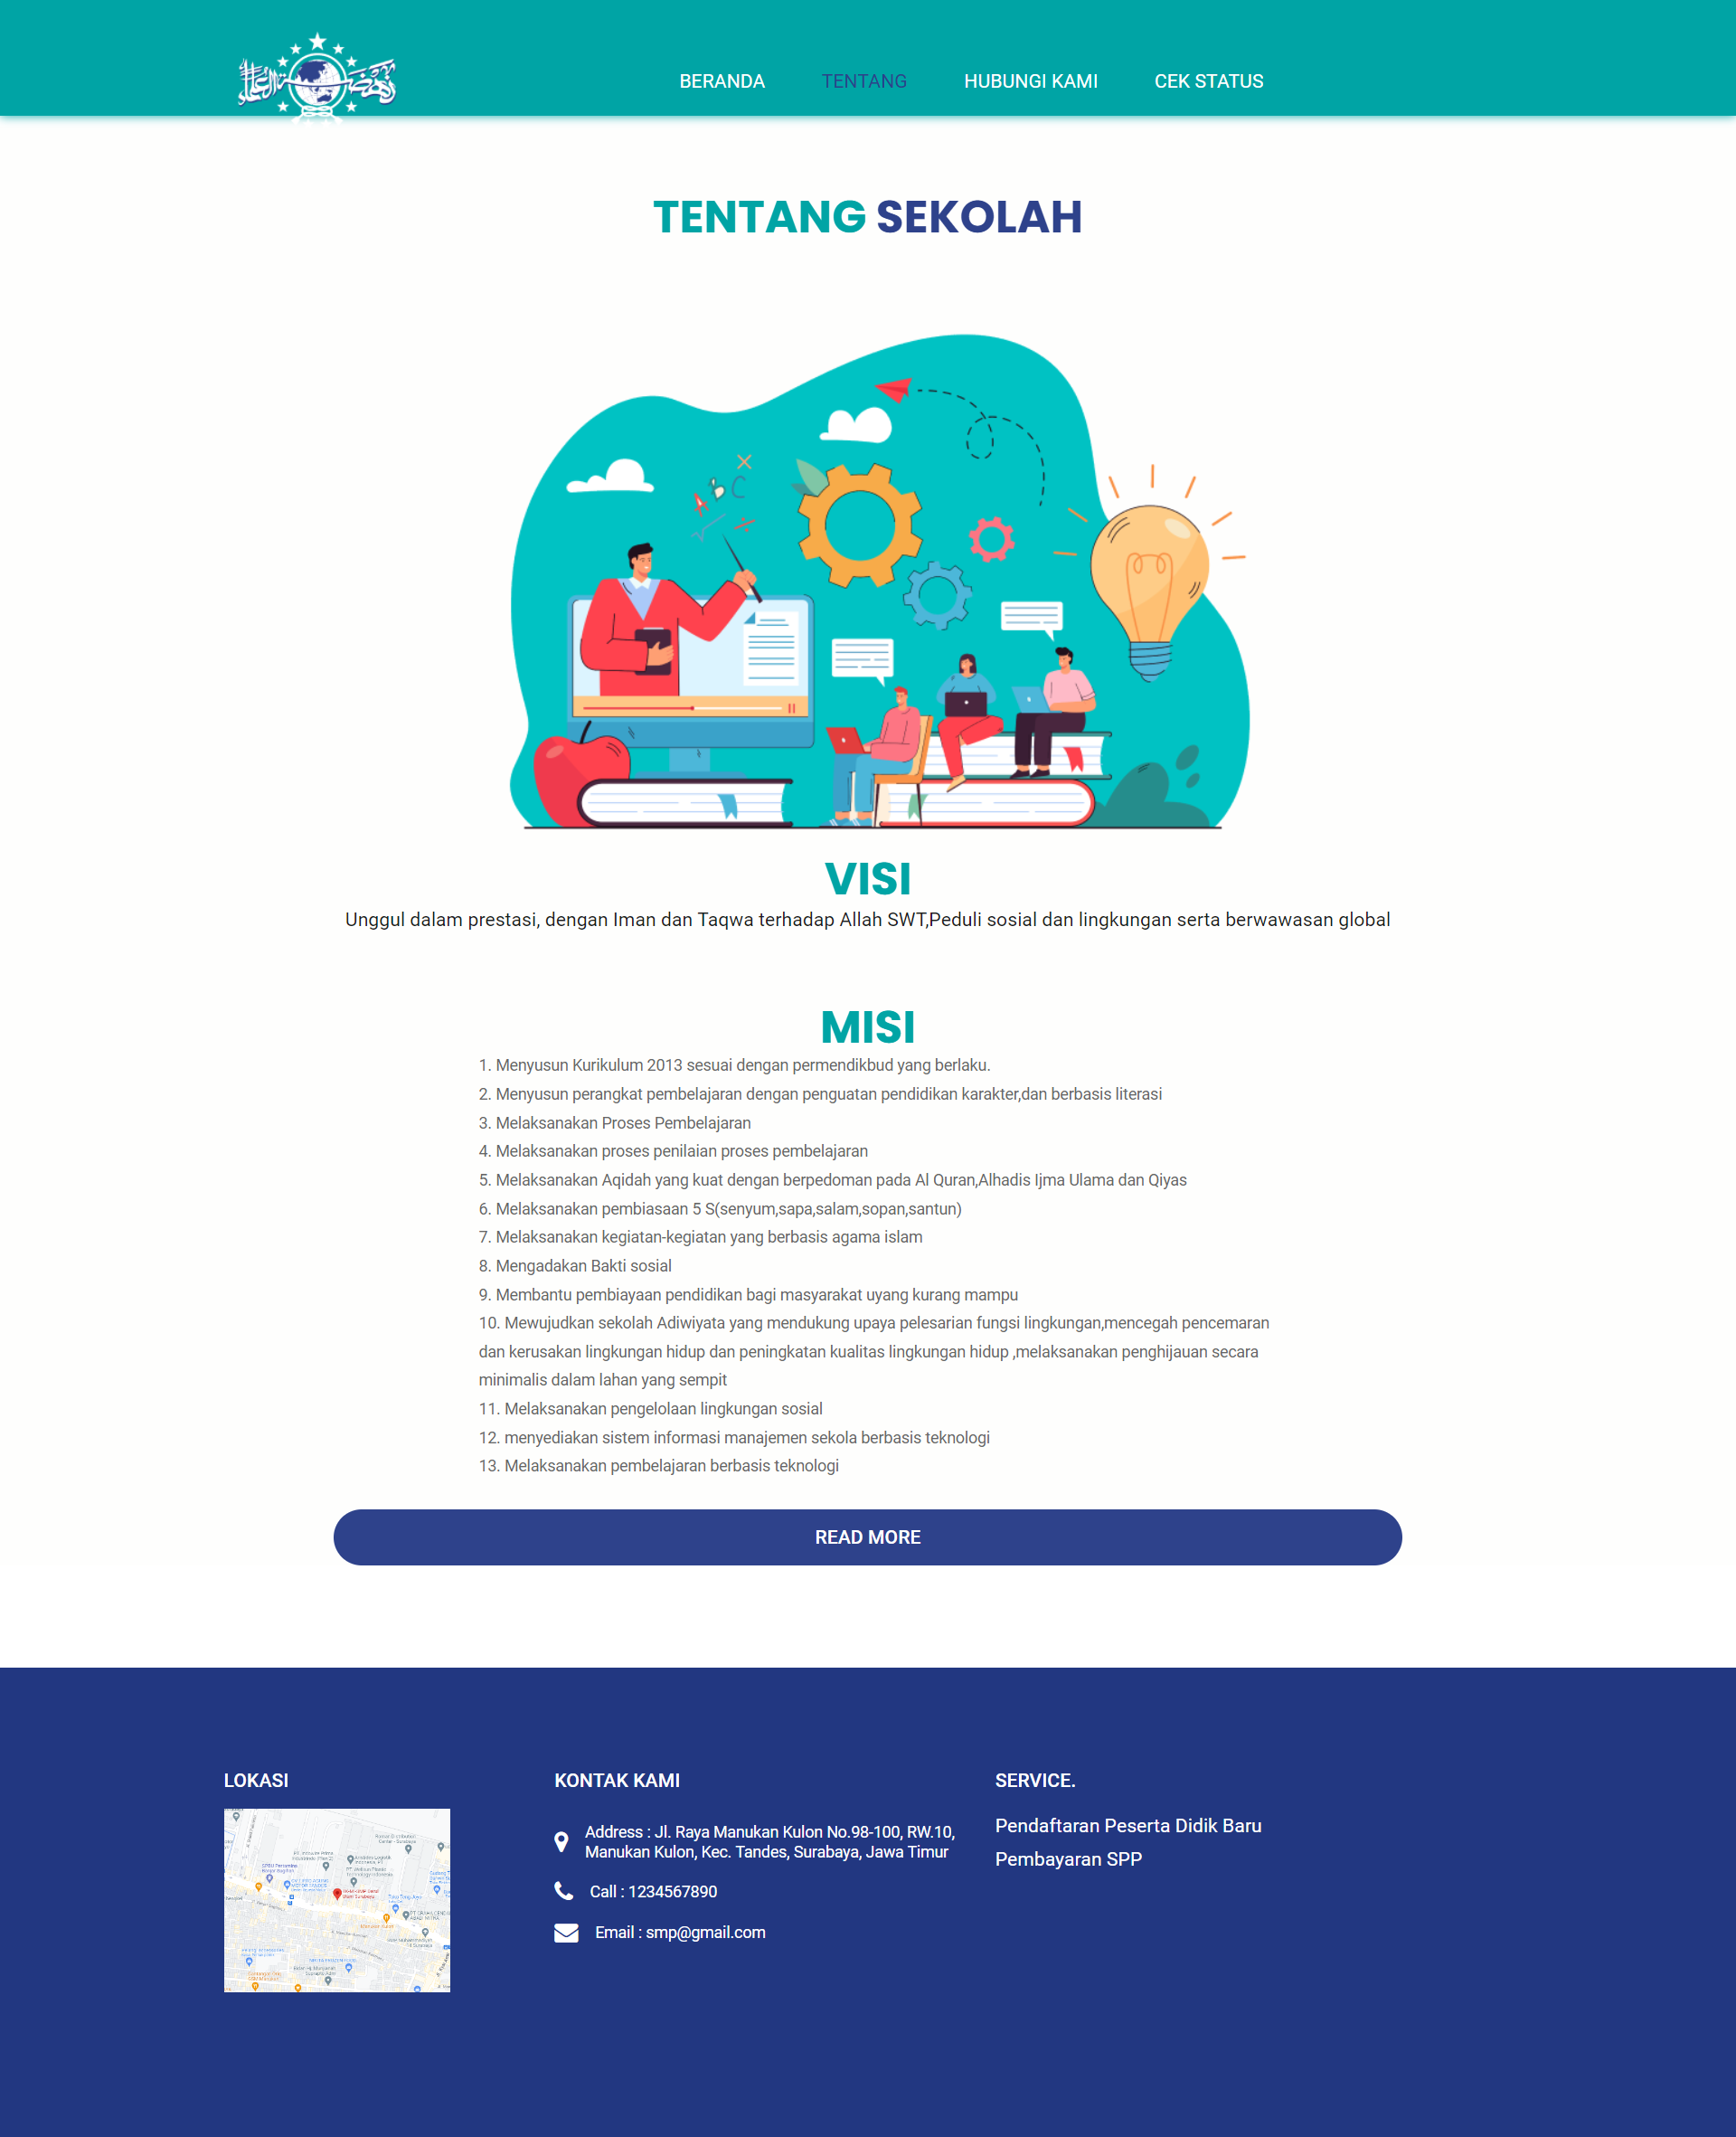 BERANDA TENTANG HUBUNGI KAMI CEK STATUS
TENTANG SEKOLAH
A b C
VISI
Unggul dalam prestasi, dengan Iman dan Taqwa terhadap Allah SWT,Peduli sosial dan lingkungan serta berwawasan global
MISI
1. Menyusun Kurikulum 2013 sesuai dengan permendikbud yang berlaku.
2. Menyusun perangkat pembelajaran dengan penguatan pendidikan karakter,dan berbasis literasi
3. Melaksanakan Proses Pembelajaran
4. Melaksanakan proses penilaian proses pembelajaran
5. Melaksanakan Aqidah yang kuat dengan berpedoman pada Al Quran,Alhadis Ijma Ulama dan Qiyas
6. Melaksanakan pembiasaan 5 S(senyum,sapa,salam,sopan,santun)
7. Melaksanakan kegiatan-kegiatan yang berbasis agama islam
8. Mengadakan Bakti sosial
9. Membantu pembiayaan pendidikan bagi masyarakat uyang kurang mampu
10. Mewujudkan sekolah Adiwiyata yang mendukung upaya pelesarian fungsi lingkungan,mencegah pencemaran
dan kerusakan lingkungan hidup dan peningkatan kualitas lingkungan hidup ,melaksanakan penghijauan secara
minimalis dalam lahan yang sempit
11. Melaksanakan pengelolaan lingkungan sosial
12. menyediakan sistem informasi manajemen sekola berbasis teknologi
13. Melaksanakan pembelajaran berbasis teknologi
READ MORE
LOKASI
KONTAK KAMI
Address : Jl. Raya Manukan Kulon No.98-100, RW.10,
Manukan Kulon, Kec. Tandes, Surabaya, Jawa Timur
Call : 1234567890
Email : smp@gmail.com
SERVICE.
Pendaftaran Peserta Didik Baru
Pembayaran SPP